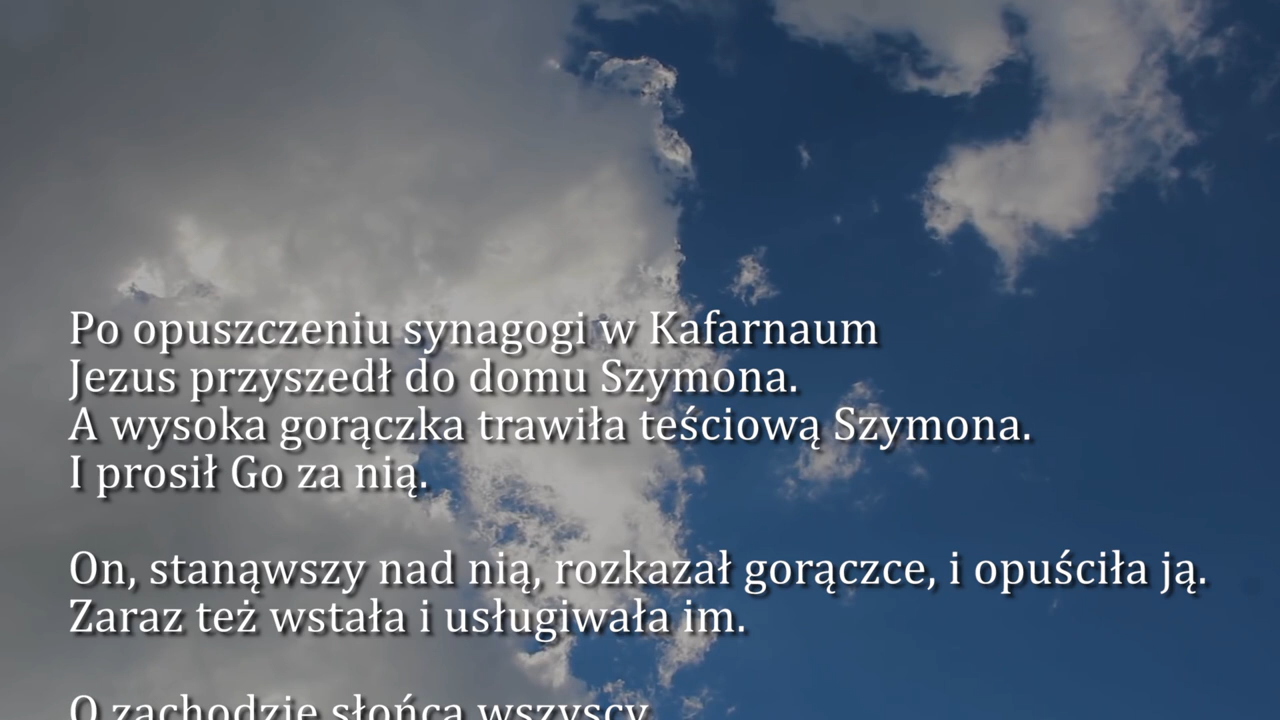 Po opuszczeniu synagogi w Kafarnaum
Jezus przyszedł do domu Szymona.
A wysoka gorączka trawiła teściową Szymona.
I prosił Go za nią.
On, stanąwszy nad nią, rozkazał gorączce, i opuściła ją.
Zaraz też wstała i usługiwała im.
O zachodzie słońca wszyscy